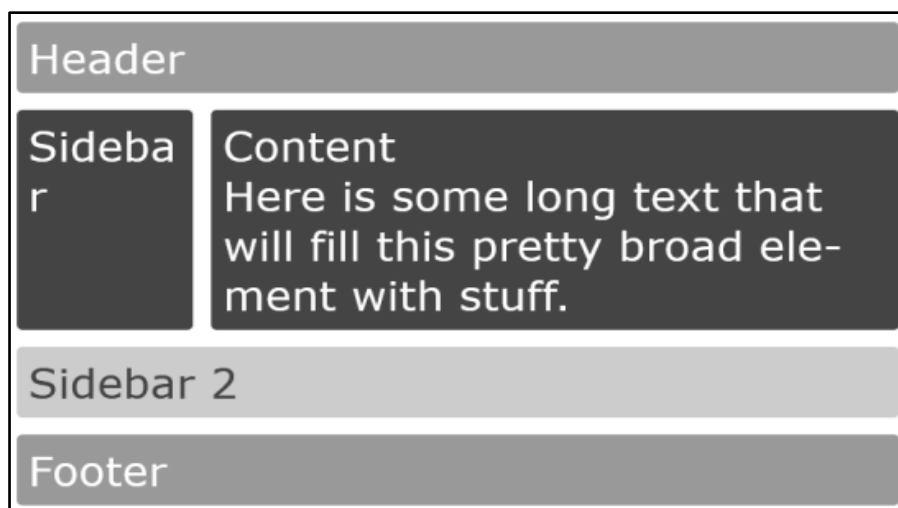 Header
Sideba
r
Content
Here is some long text that
will fill this pretty broad ele-
ment with stuff.
Sidebar 2
Footer